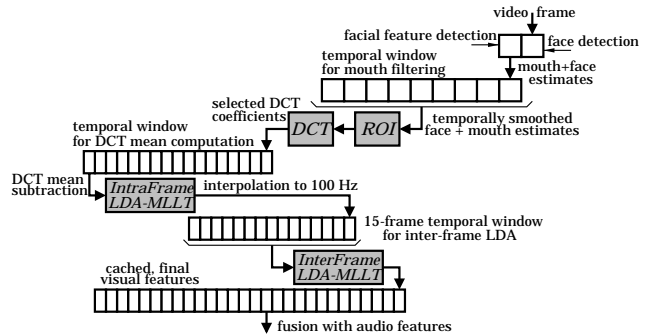 video frame
facial feature detection
face detection
temporal window
for mouth filtering
mouth+face
estimates
selected DCT
coefficients
DCT
ROI
temporally smoothed
face + mouth estimates
temporal window
for DCT mean computation
DCT mean
subtraction
IntraFrame
LDA-MLLT
interpolation to 100 Hz
15-frame temporal window
for inter-frame LDA
InterFrame
LDA-MLLT
cached, final
visual features
fusion with audio features